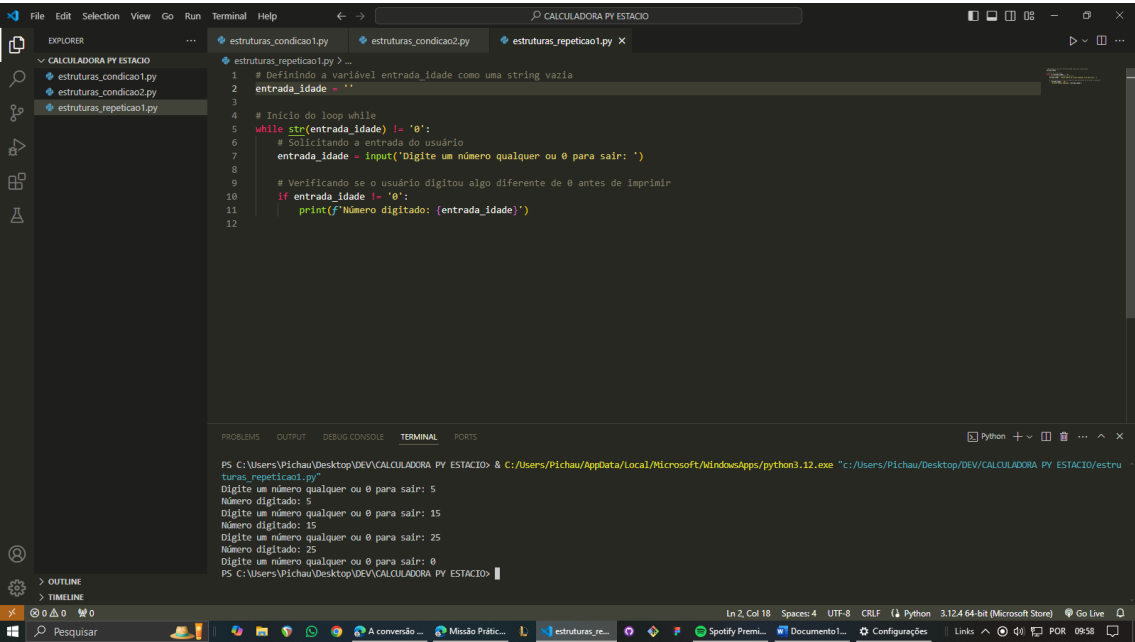 File Edit Selection View Go Run Terminal Help
CALCULADORA PY ESTACIO
EXPLORER
CALCULADORA PY ESTACIO
estruturas_condicao1.py
estruturas_condicao2.py
estruturas_repeticao1.py
OUTLINE
TIMELINE
estruturas_condicao1.py estruturas_condicao2.py estruturas_repeticao1.py
estruturas_repeticao1.py > ...
1 # Definindo a variável entrada_idade como uma string vazia
2 entrada_idade = ''
3
4 # Início do loop while
5 while str(entrada_idade) != '0':
6 # Solicitando a entrada do usuário
7 entrada_idade = input('Digite um número qualquer ou 0 para sair: ')
8
9 # Verificando se o usuário digitou algo diferente de 0 antes de imprimir
10 if entrada_idade != '0':
11 print(f'Número digitado: {entrada_idade}')
12
PROBLEMS OUTPUT DEBUG CONSOLE TERMINAL PORTS
Python
PS C:\Users\Pichau\Desktop\DEV\CALCULADORA PY ESTACIO> & C:/Users/Pichau/AppData/Local/Microsoft/WindowsApps/python3.12.exe "c:/Users/Pichau/Desktop/DEV/CALCULADORA PY ESTACIO/estru
turas_repeticao1.py"
Digite um número qualquer ou 0 para sair: 5
Número digitado: 5
Digite um número qualquer ou 0 para sair: 15
Número digitado: 15
Digite um número qualquer ou 0 para sair: 25
Número digitado: 25
Digite um número qualquer ou 0 para sair: 0
PS C:\Users\Pichau\Desktop\DEV\CALCULADORA PY ESTACIO>
0 0 0 Ln 2, Col 18 Spaces: 4 UTF-8 CRLF Python 3.12.4 64-bit (Microsoft Store) Go Live
Pesquisar A conversão ... Missão Prátic... estruturas_re... Spotify Premi... Documento1... Configurações Links POR 09:58